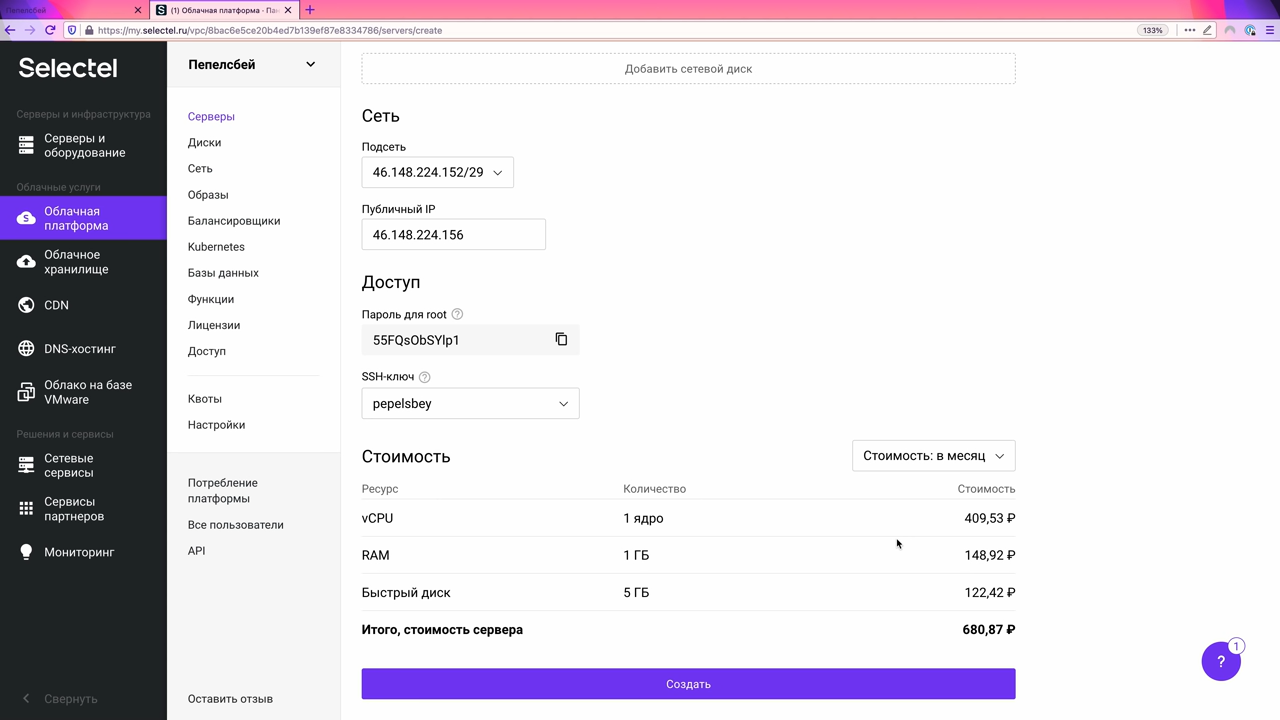 Пепелсбей
(1) Облачная платформа - Пан
https://my.selectel.ru/vpc/8bac6e5ce20b4ed7b139ef87e8334786/servers/create
133%
Selectel
Серверы и инфраструктура
Серверы и
оборудование
Облачные услуги
Облачная
платформа
Облачное
хранилище
CDN
DNS-хостинг
Облако на базе
VMware
Решения и сервисы
Сетевые
сервисы
Сервисы
партнеров
Мониторинг
Свернуть
Пепелсбей
Серверы
Диски
Сеть
Образы
Балансировщики
Kubernetes
Базы данных
Функции
Лицензии
Доступ
Квоты
Настройки
Потребление
платформы
Все пользователи
API
Оставить отзыв
Добавить сетевой диск
Сеть
Подсеть
46.148.224.152/29
Публичный IP
46.148.224.156
Доступ
Пароль для root ?
55FQsObSYlp1
SSH-ключ ?
pepelsbey
Стоимость
Стоимость: в месяц
Ресурс Количество Стоимость
vCPU 1 ядро 409,53 ₽
RAM 1 ГБ 148,92 ₽
Быстрый диск 5 ГБ 122,42 ₽
Итого, стоимость сервера 680,87 ₽
Создать
? 1